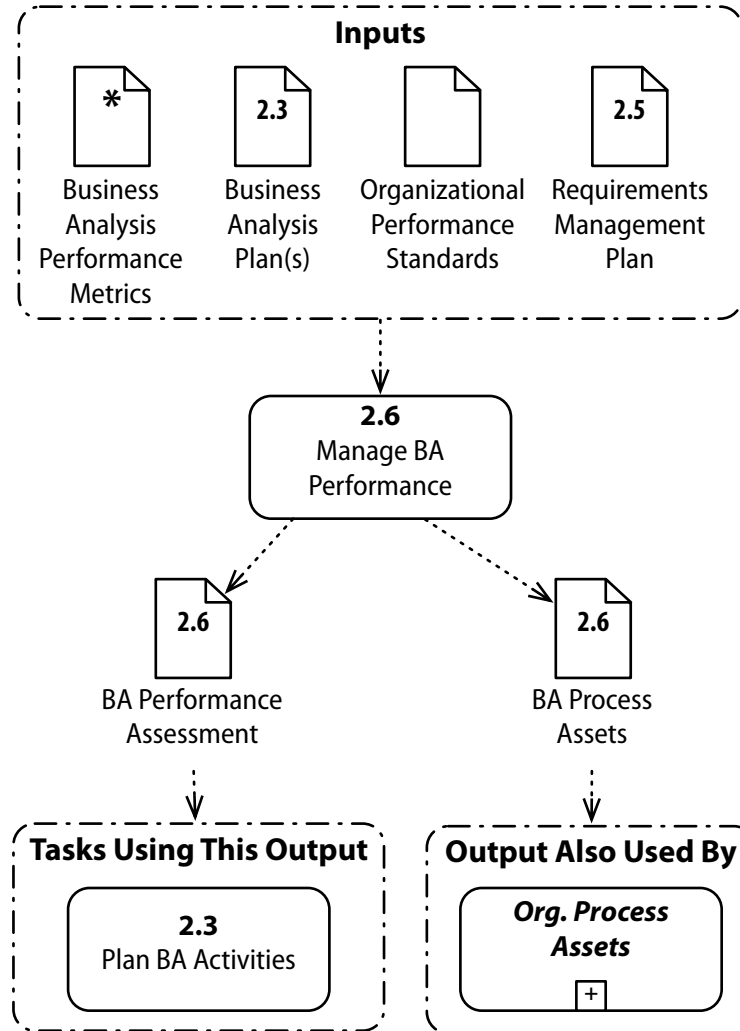 Inputs
*
Business
Analysis
Performance
Metrics
2.3
Business
Analysis
Plan(s)
Organizational
Performance
Standards
2.5
Requirements
Management
Plan
2.6
Manage BA
Performance
2.6
BA Performance
Assessment
2.6
BA Process
Assets
Tasks Using This Output
2.3
Plan BA Activities
Output Also Used By
Org. Process
Assets
+